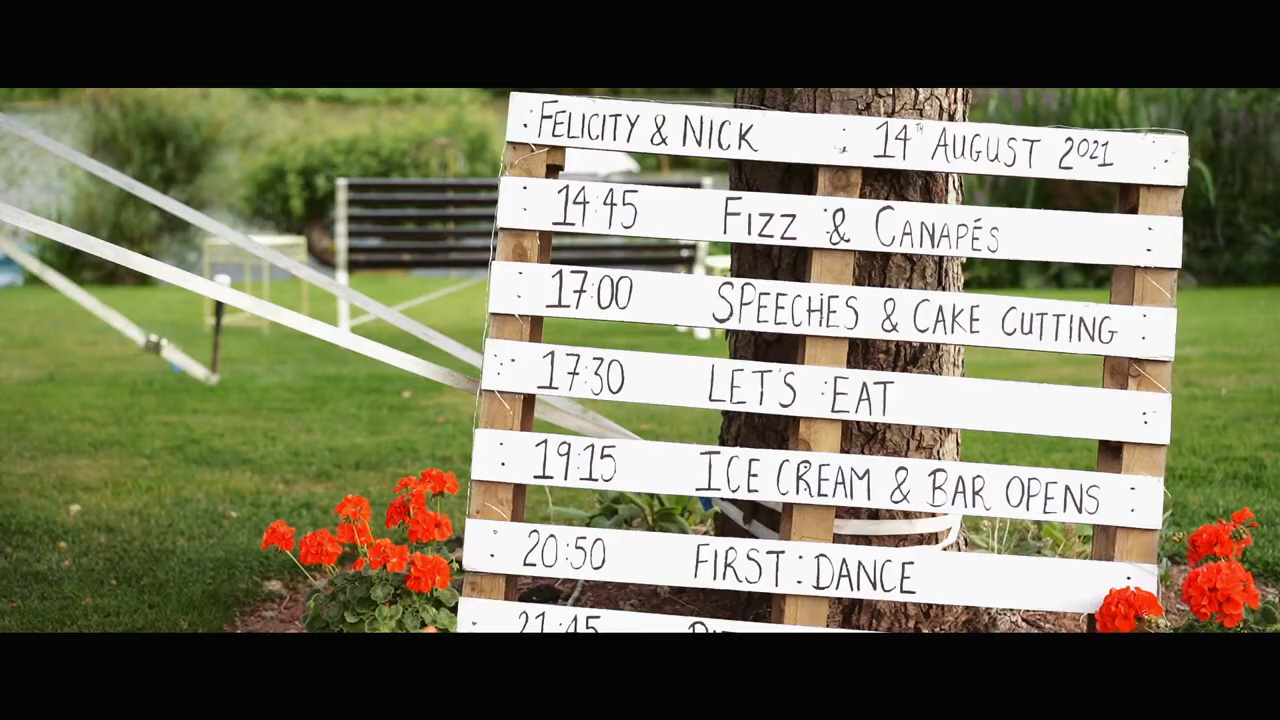 FELICITY & NICK 14TH AUGUST 2021
14:45 FIZZ & CANAPÉS
17:00 SPEECHES & CAKE CUTTING
17:30 LET'S EAT
19:15 ICE CREAM & BAR OPENS
20:50 FIRST DANCE
21:45